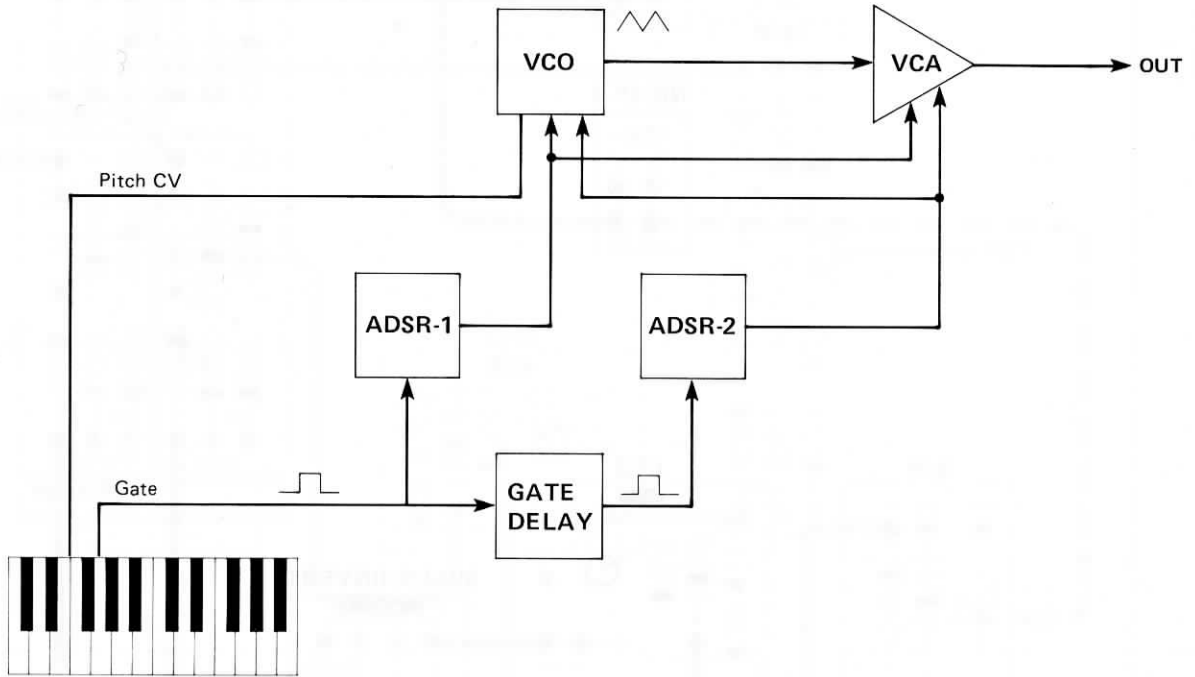 VCO
VCA
OUT
Pitch CV
ADSR-1
ADSR-2
Gate
GATE
DELAY